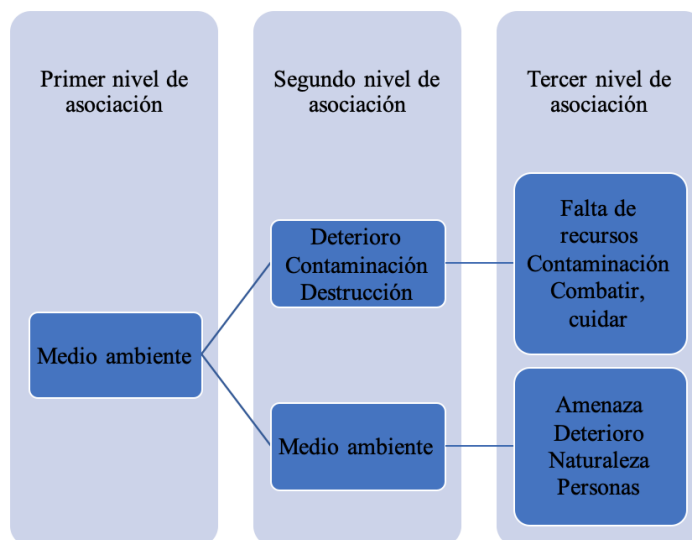 Primer nivel de
asociación
Segundo nivel de
asociación
Tercer nivel de
asociación
Medio ambiente
Deterioro
Contaminación
Destrucción
Falta de
recursos
Contaminación
Combatir,
cuidar
Medio ambiente
Amenaza
Deterioro
Naturaleza
Personas